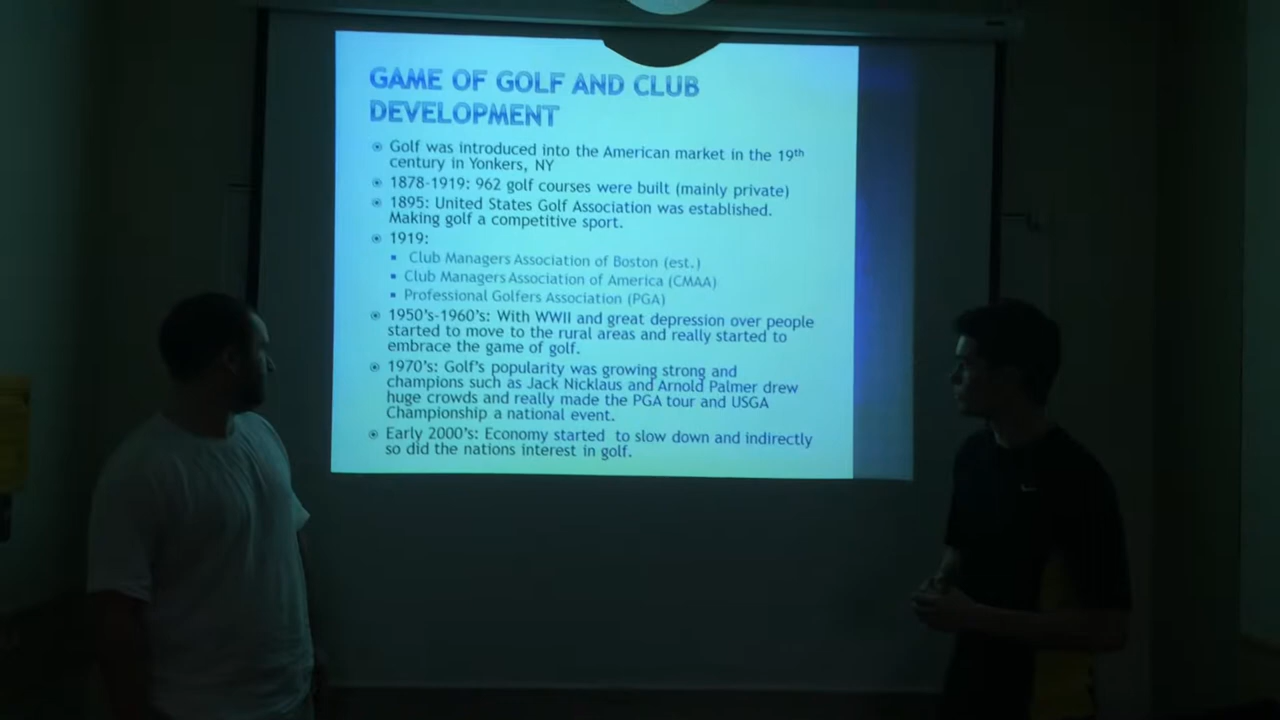 GAME OF GOLF AND CLUB
DEVELOPMENT
Golf was introduced into the American market in the 19th
century in Yonkers, NY
1878-1919: 962 golf courses were built (mainly private)
1895: United States Golf Association was established.
Making golf a competitive sport.
1919:
Club Managers Association of Boston (est.)
Club Managers Association of America (CMAA)
Professional Golfers Association (PGA)
1950's-1960's: With WWII and great depression over people
started to move to the rural areas and really started to
embrace the game of golf.
1970's: Golf's popularity was growing strong and
champions such as Jack Nicklaus and Arnold Palmer drew
huge crowds and really made the PGA tour and USGA
Championship a national event.
Early 2000's: Economy started to slow down and indirectly
so did the nations interest in golf.